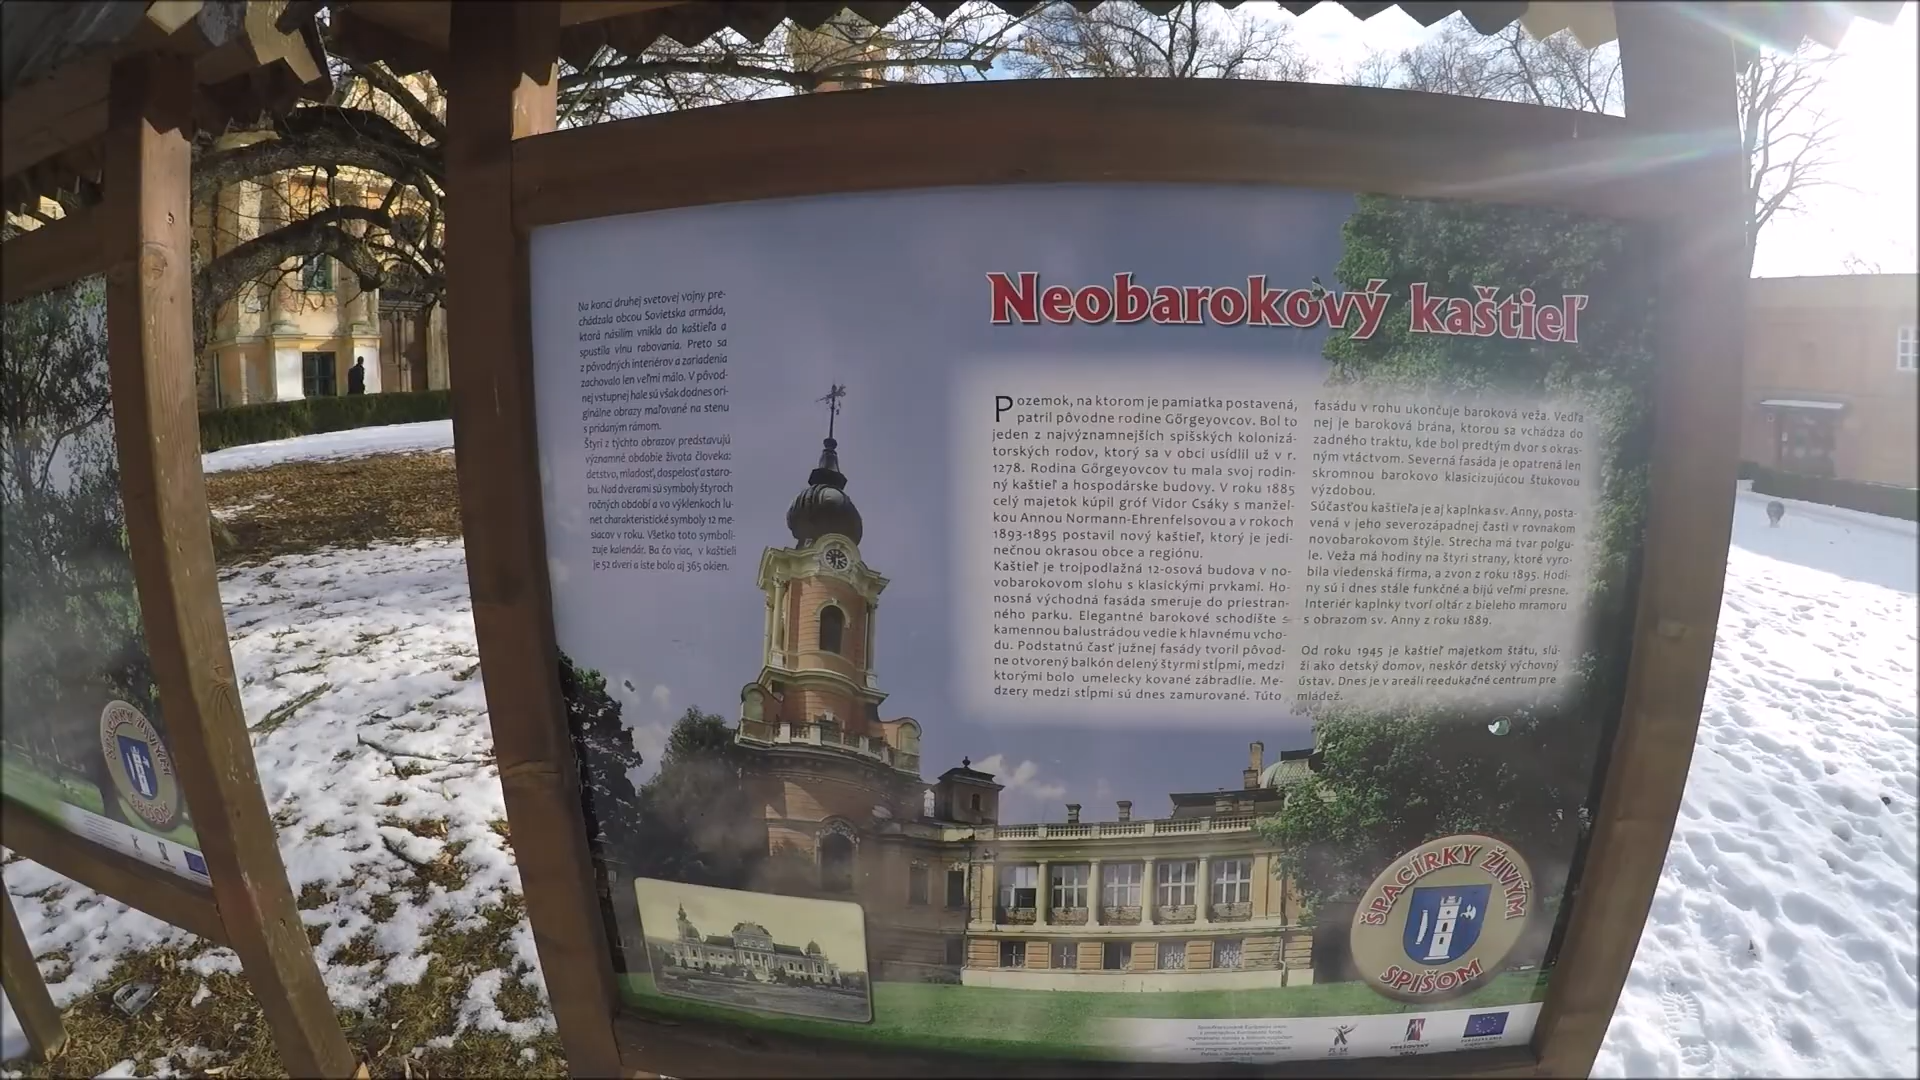 Neobarokový kaštieľ
Na konci druhej svetovej vojny pre-
chádzala obcou Sovietska armáda,
ktorá násilím vnikla do kaštieľa a
spustila vlnu rabovania. Preto sa
z pôvodných interiérov a zariadenia
zachovalo len veľmi málo. V pôvod-
nej vstupnej hale sú však dodnes ori-
ginálne obrazy maľované na stenu
s pridaným rámom.
Štyri z týchto obrazov predstavujú
významné obdobie života človeka:
detstvo, mladosť, dospelosť a staro-
bu. Nad dverami sú symboly štyroch
ročných období a vo výklenkoch lu-
net charakteristické symboly 12 me-
siacov v roku. Všetko toto symboli-
zuje kalendár. Ba čo viac, v kaštieli
je 52 dverí a iste bolo aj 365 okien.
Pozemok, na ktorom je pamiatka postavená,
patril pôvodne rodine Gőrgeyovcov. Bol to
jeden z najvýznamnejších spišských kolonizá-
torských rodov, ktorý sa v obci usídlil už v r.
1278. Rodina Gőrgeyovcov tu mala svoj rodin-
ný kaštieľ a hospodárske budovy. V roku 1885
celý majetok kúpil gróf Vidor Csáky s manžel-
kou Annou Normann-Ehrenfelsovou a v rokoch
1893-1895 postavil nový kaštieľ, ktorý je jedi-
nečnou okrasou obce a regiónu.
Kaštieľ je trojpodlažná 12-osová budova v no-
vobarokovom slohu s klasickými prvkami. Ho-
nosná východná fasáda smeruje do priestran-
ného parku. Elegantné barokové schodište s
kamennou balustrádou vedie k hlavnému vcho-
du. Podstatnú časť južnej fasády tvoril pôvod-
ne otvorený balkón delený štyrmi stĺpmi, medzi
ktorými bolo umelecky kované zábradlie. Me-
dzery medzi stĺpmi sú dnes zamurované. Túto
fasádu v rohu ukončuje baroková veža. Vedľa
nej je baroková brána, ktorou sa vchádza do
zadného traktu, kde bol predtým dvor s okras-
ným vtáctvom. Severná fasáda je opatrená len
skromnou barokovo klasicizujúcou štukovou
výzdobou.
Súčasťou kaštieľa je aj kaplnka sv. Anny, posta-
vená v jeho severozápadnej časti v rovnakom
novobarokovom štýle. Strecha má tvar polgu-
le. Veža má hodiny na štyri strany, ktoré vyro-
bila viedenská firma, a zvon z roku 1895. Hodi-
ny sú i dnes stále funkčné a bijú veľmi presne.
Interiér kaplnky tvorí oltár z bieleho mramoru
s obrazom sv. Anny z roku 1889.
Od roku 1945 je kaštieľ majetkom štátu, slú-
ži ako detský domov, neskôr detský výchovný
ústav. Dnes je v areáli reedukačné centrum pre
mládež.
ŠPACÍRKY ŽIVÝM
SPIŠOM
PREŠOVSKÝ
KRAJ